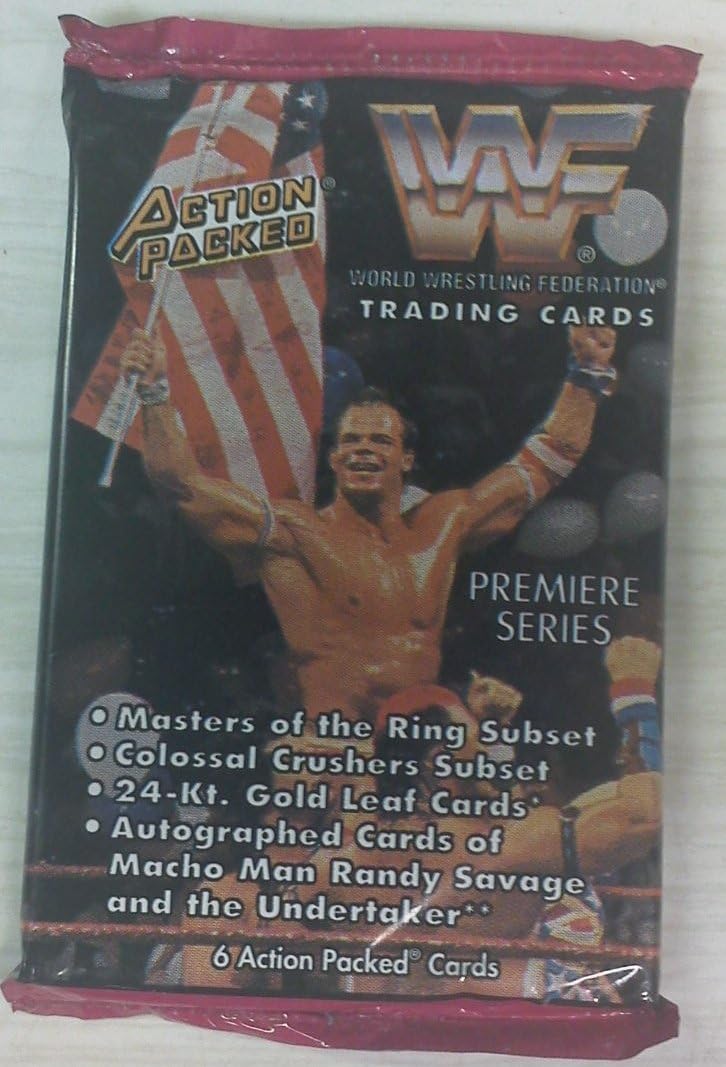 ACTION
PACKED®
WWF®
WORLD WRESTLING FEDERATION®
TRADING CARDS
PREMIERE
SERIES
• Masters of the Ring Subset
• Colossal Crushers Subset
• 24-Kt. Gold Leaf Cards*
• Autographed Cards of
Macho Man Randy Savage
and the Undertaker**
6 Action Packed® Cards